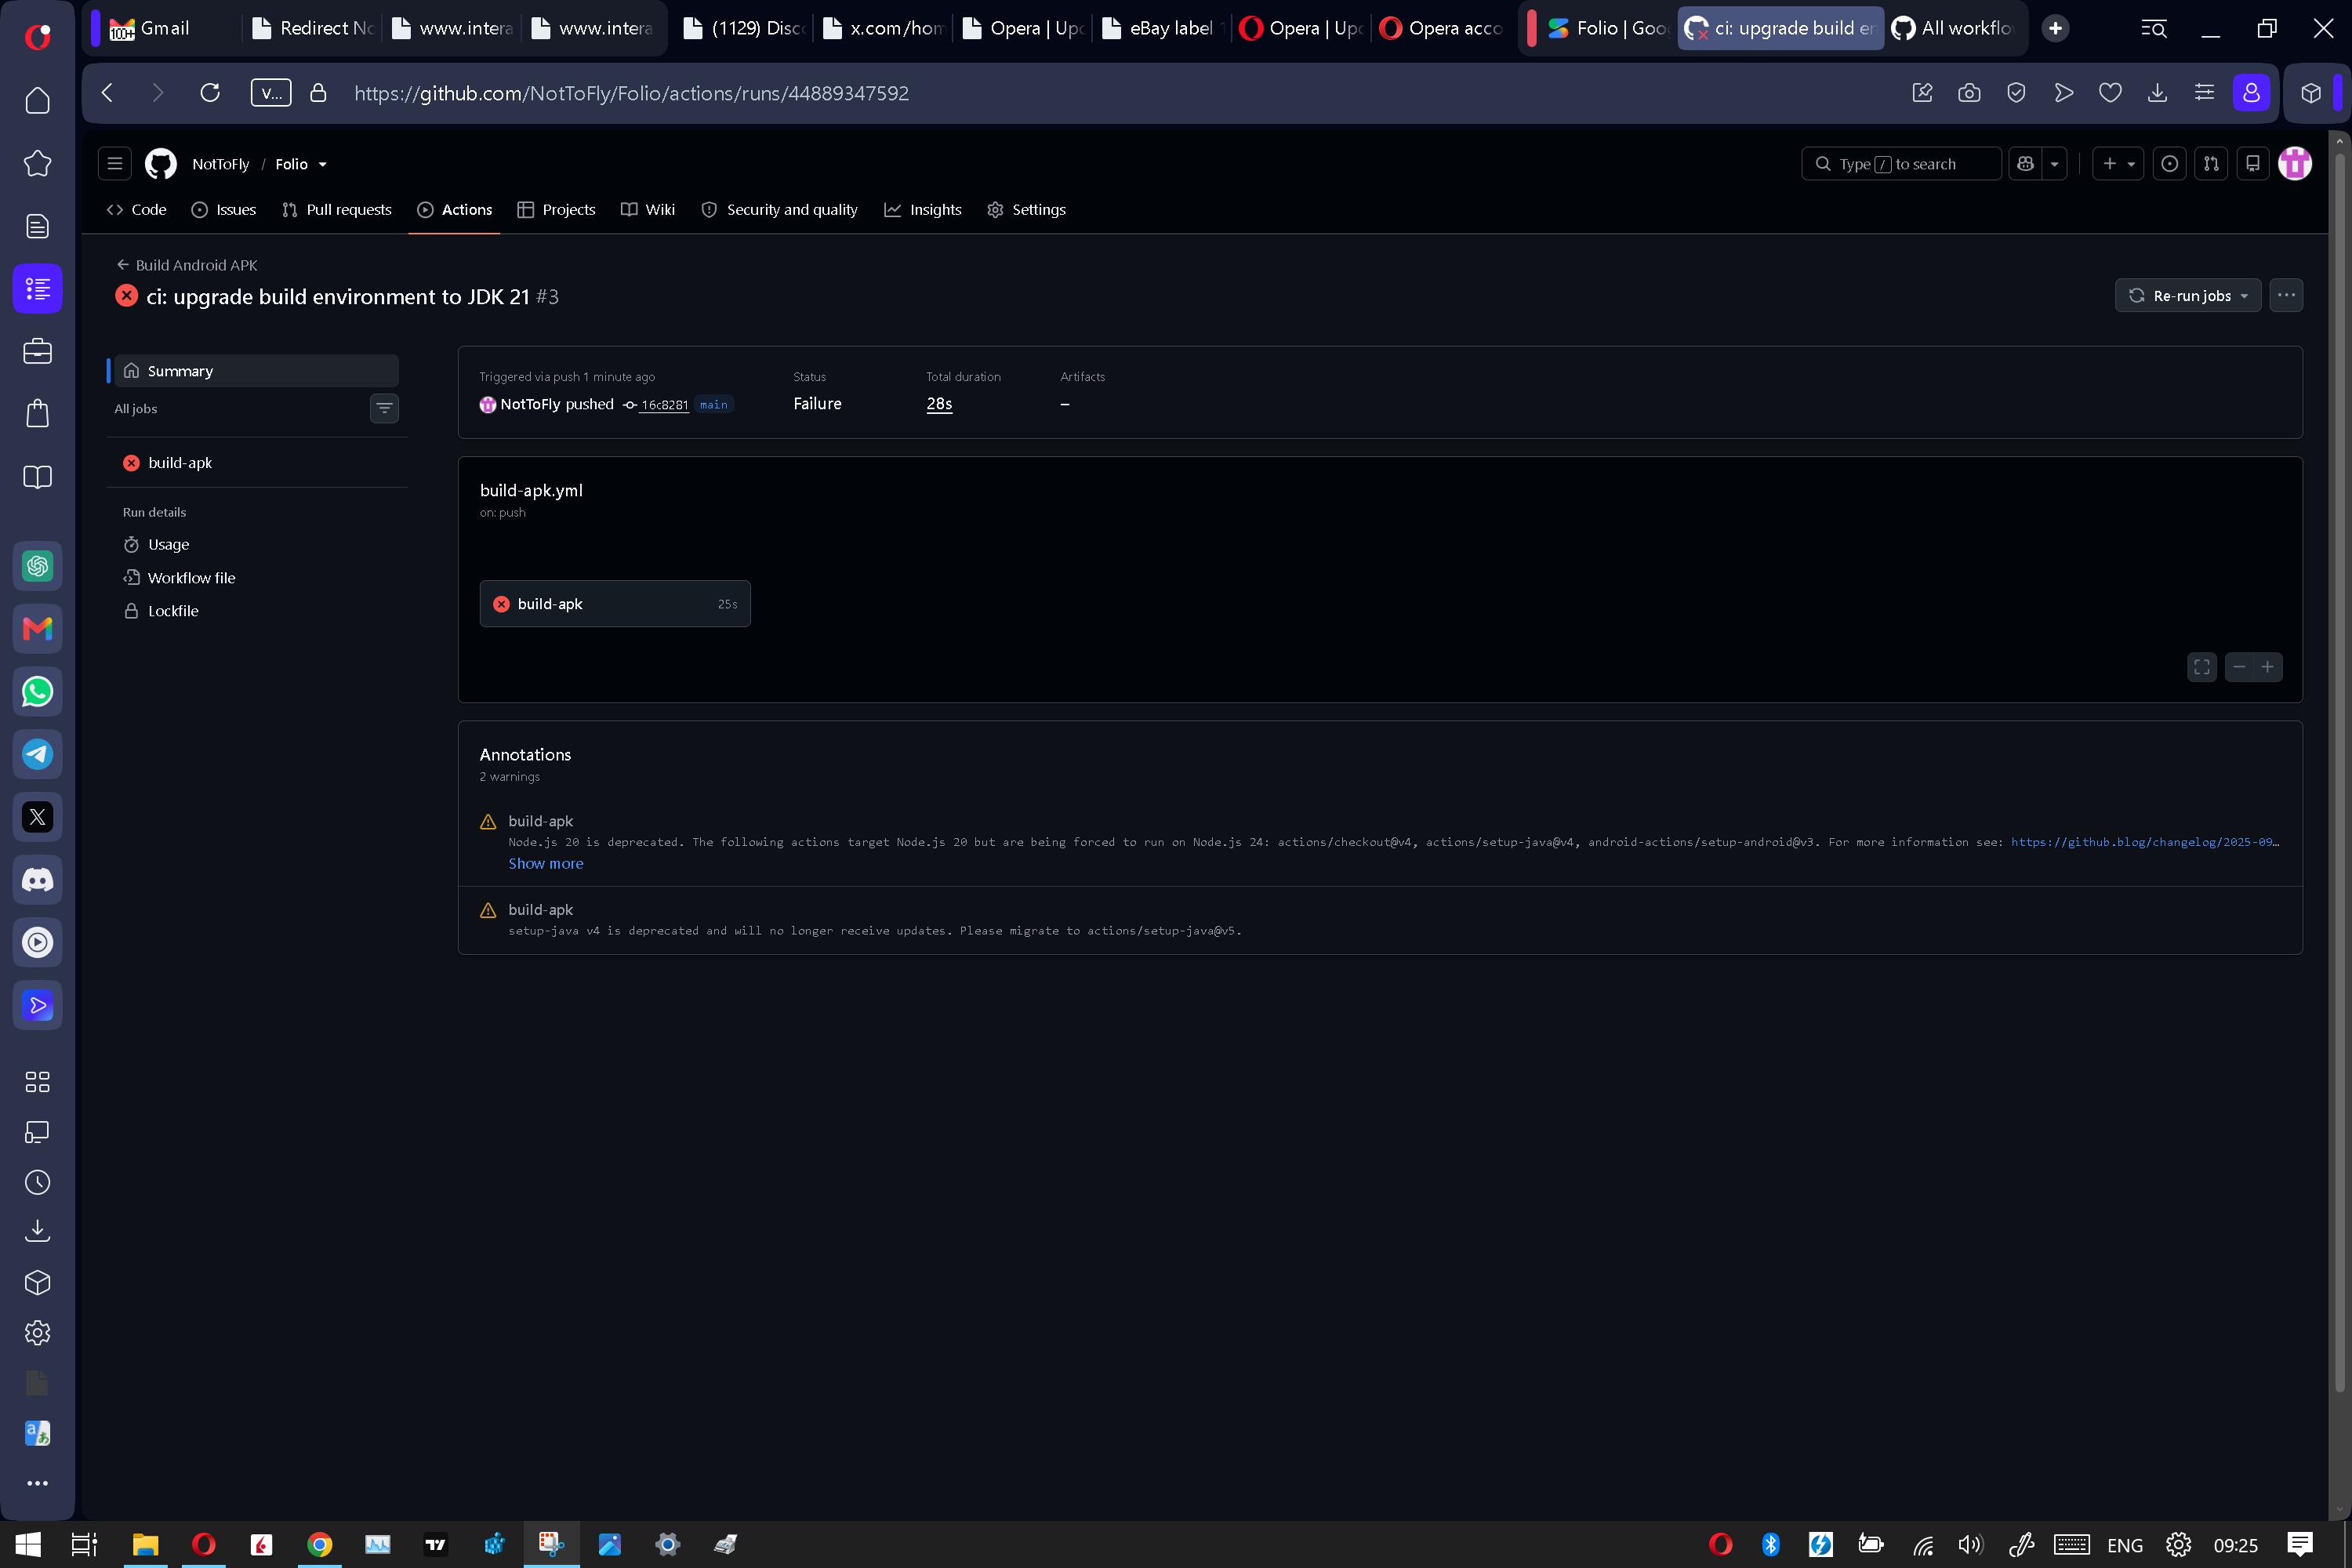 100+ Gmail
Redirect No
www.intera
www.intera
(1129) Disc
x.com/hom
Opera | Upd
eBay label
Opera | Upd
Opera acco
Folio | Goo
ci: upgrade build en
All workflo
V...
https://github.com/NotToFly/Folio/actions/runs/44889347592
NotToFly / Folio
Type / to search
Code
Issues
Pull requests
Actions
Projects
Wiki
Security and quality
Insights
Settings
Build Android APK
ci: upgrade build environment to JDK 21 #3
Re-run jobs
Summary
All jobs
build-apk
Run details
Usage
Workflow file
Lockfile
Triggered via push 1 minute ago
NotToFly pushed 16c8281 main
Status
Failure
Total duration
28s
Artifacts
–
build-apk.yml
on: push
build-apk 25s
Annotations
2 warnings
build-apk
Node.js 20 is deprecated. The following actions target Node.js 20 but are being forced to run on Node.js 24: actions/checkout@v4, actions/setup-java@v4, android-actions/setup-android@v3. For more information see: https://github.blog/changelog/2025-09…
Show more
build-apk
setup-java v4 is deprecated and will no longer receive updates. Please migrate to actions/setup-java@v5.
ENG
09:25